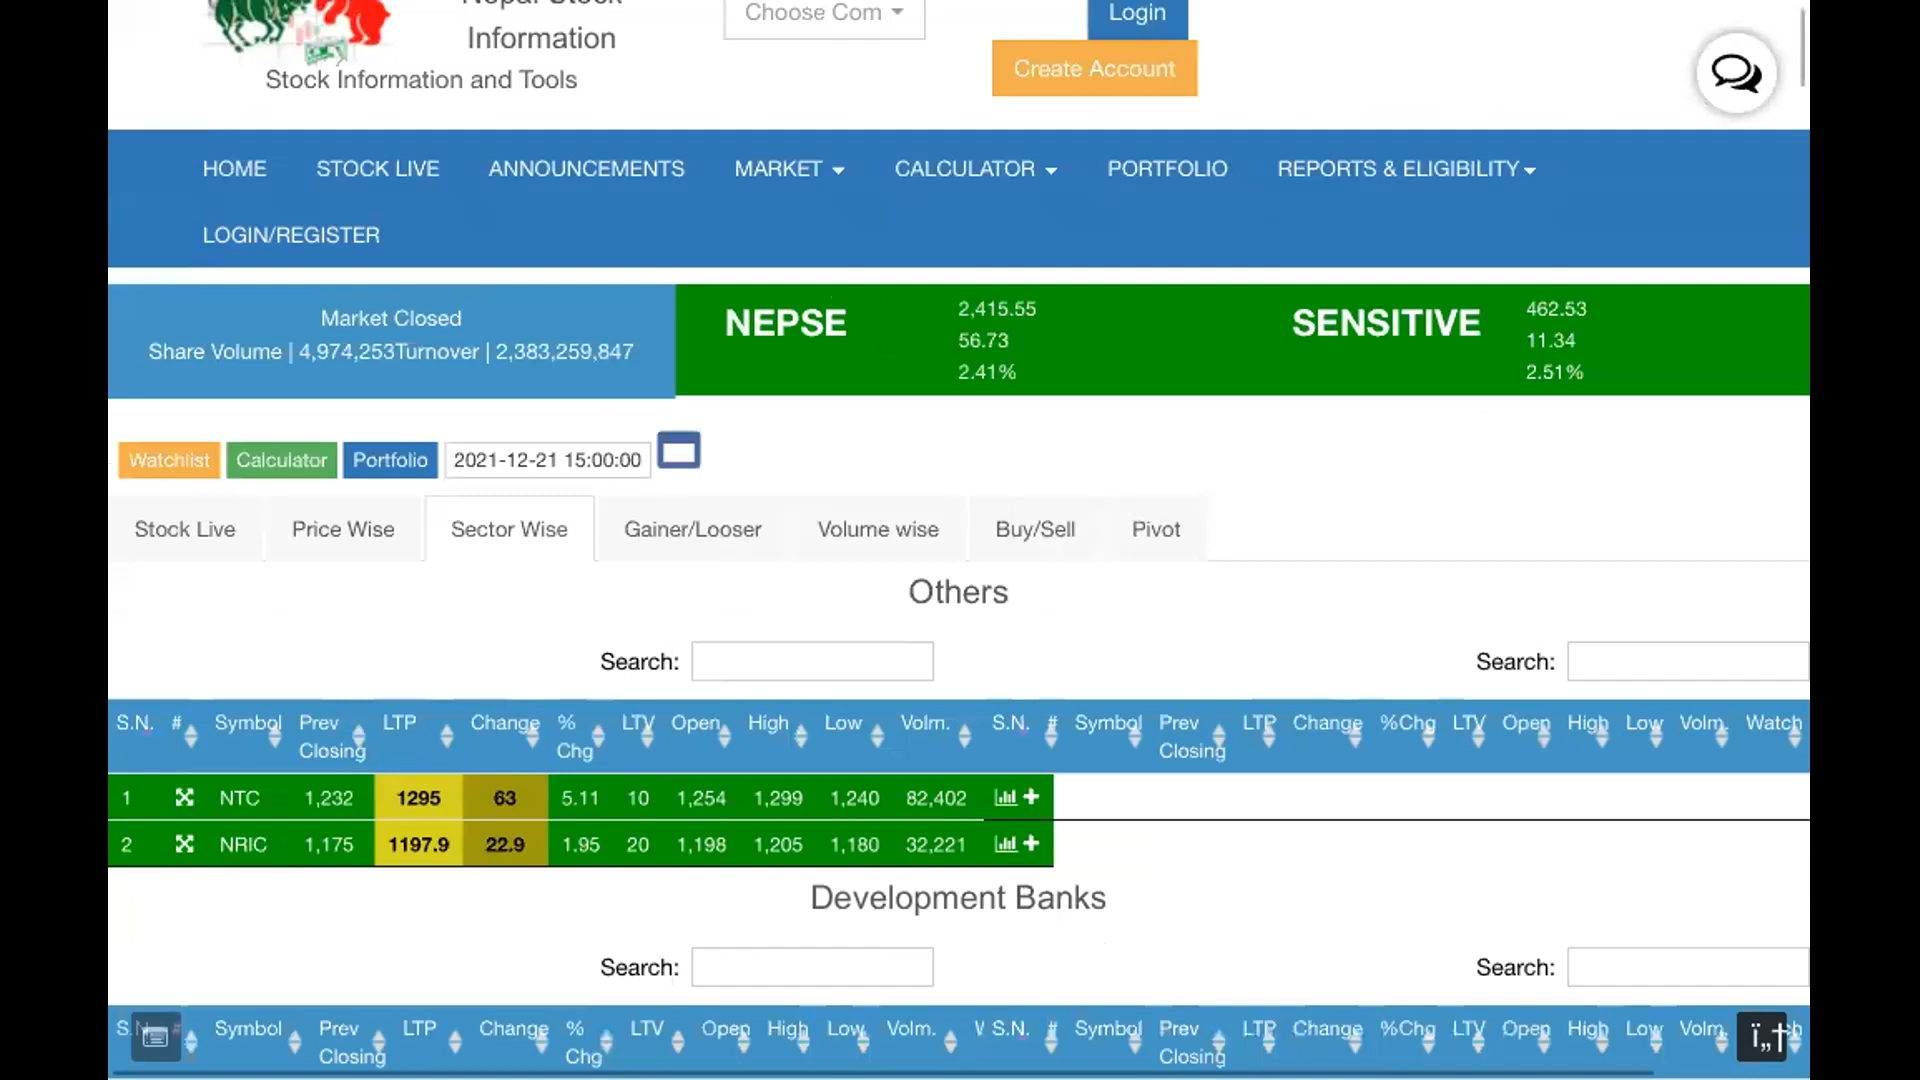 Nepal Stock
Information
Stock Information and Tools
Choose Com
Login
Create Account
HOME STOCK LIVE ANNOUNCEMENTS MARKET CALCULATOR PORTFOLIO REPORTS & ELIGIBILITY
LOGIN/REGISTER
Market Closed
Share Volume | 4,974,253Turnover | 2,383,259,847
NEPSE
2,415.55
56.73
2.41%
SENSITIVE
462.53
11.34
2.51%
Watchlist Calculator Portfolio 2021-12-21 15:00:00
Stock Live Price Wise Sector Wise Gainer/Looser Volume wise Buy/Sell Pivot
Others
Search: Search:
S.N. # Symbol Prev Closing LTP Change % Chg LTV Open High Low Volm. S.N. # Symbol Prev Closing LTP Change %Chg LTV Open High Low Volm. Watch
1 NTC 1,232 1295 63 5.11 10 1,254 1,299 1,240 82,402
2 NRIC 1,175 1197.9 22.9 1.95 20 1,198 1,205 1,180 32,221
Development Banks
Search: Search:
Symbol Prev Closing LTP Change % Chg LTV Open High Low Volm. S.N. # Symbol Prev Closing LTP Change %Chg LTV Open High Low Volm.
ï„†